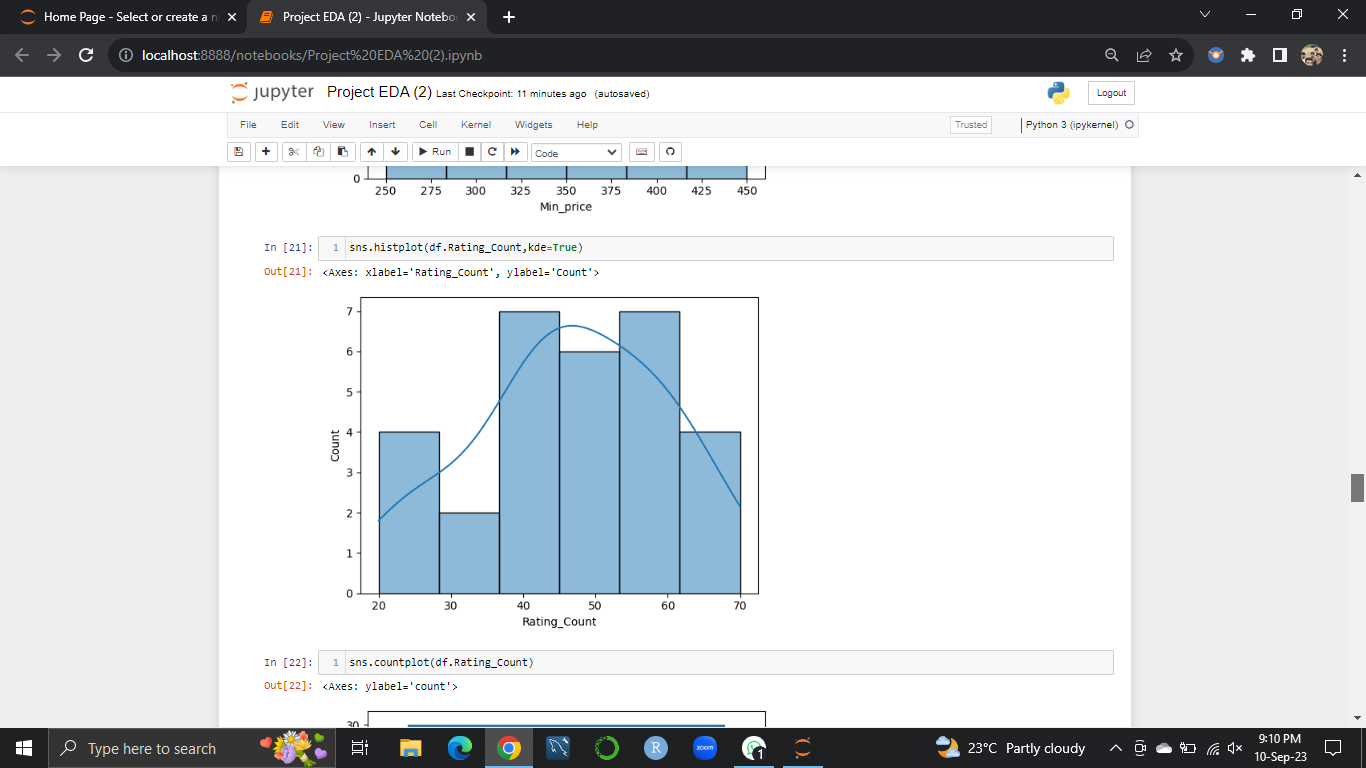 Home Page - Select or create a n
Project EDA (2) - Jupyter Notebo
localhost:8888/notebooks/Project%20EDA%20(2).ipynb
jupyter Project EDA (2) Last Checkpoint: 11 minutes ago (autosaved)
Logout
File Edit View Insert Cell Kernel Widgets Help
Trusted
Python 3 (ipykernel)
Run
Code
0
250 275 300 325 350 375 400 425 450
Min_price
In [21]: 1 sns.histplot(df.Rating_Count,kde=True)
Out[21]: <Axes: xlabel='Rating_Count', ylabel='Count'>
7
6
5
4
3
2
1
0
Count
20 30 40 50 60 70
Rating_Count
In [22]: 1 sns.countplot(df.Rating_Count)
Out[22]: <Axes: ylabel='count'>
30
Type here to search
R
zoom
1
23°C Partly cloudy
9:10 PM
10-Sep-23